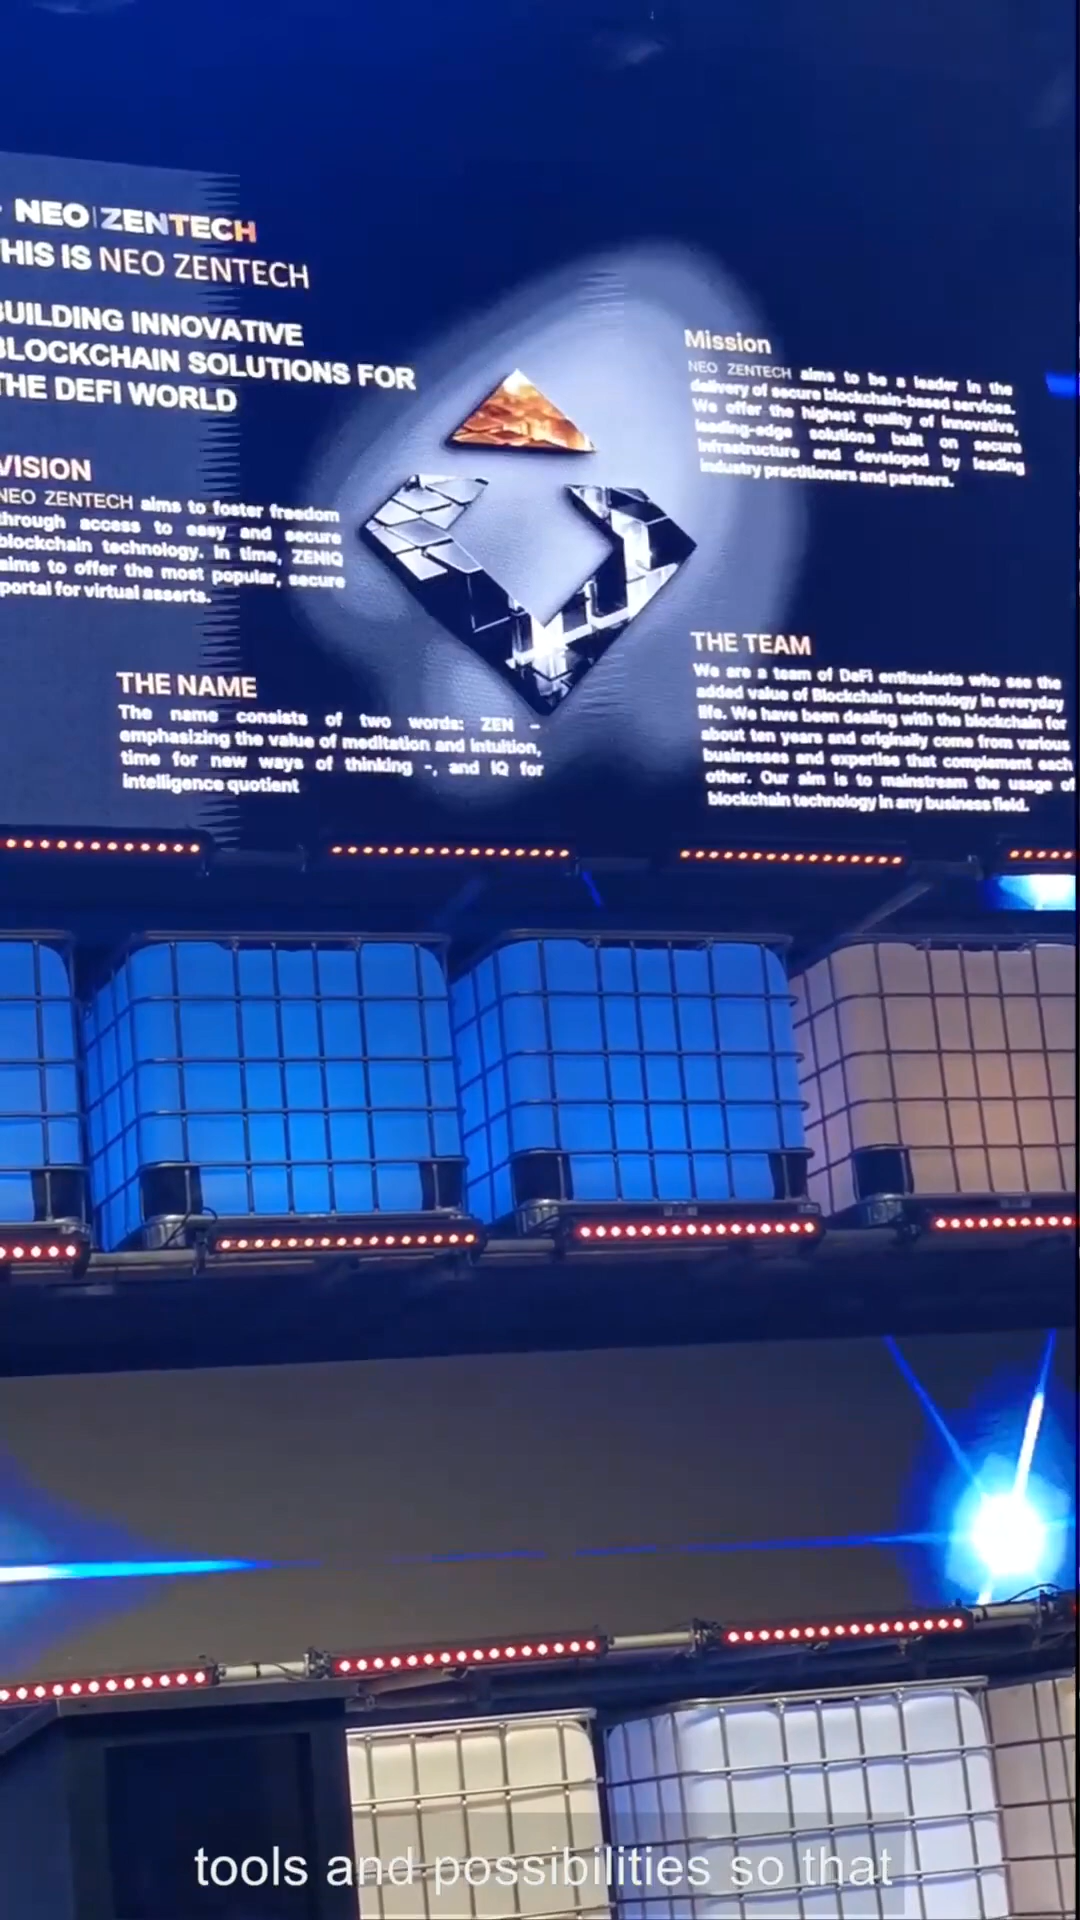 NEO|ZENTECH
HIS IS NEO ZENTECH
BUILDING INNOVATIVE
BLOCKCHAIN SOLUTIONS FOR
THE DEFI WORLD
VISION
NEO ZENTECH aims to foster freedom
through access to easy and secure
blockchain technology. In time, ZENIQ
aims to offer the most popular, secure
portal for virtual asserts.
THE NAME
The name consists of two words: ZEN –
emphasizing the value of meditation and intuition,
time for new ways of thinking -, and IQ for
intelligence quotient
Mission
NEO ZENTECH aims to be a leader in the
delivery of secure blockchain-based services.
We offer the highest quality of innovative,
leading-edge solutions built on secure
infrastructure and developed by leading
industry practitioners and partners.
THE TEAM
We are a team of DeFi enthusiasts who see the
added value of Blockchain technology in everyday
life. We have been dealing with the blockchain for
about ten years and originally come from various
businesses and expertise that complement each
other. Our aim is to mainstream the usage of
blockchain technology in any business field.
tools and possibilities so that